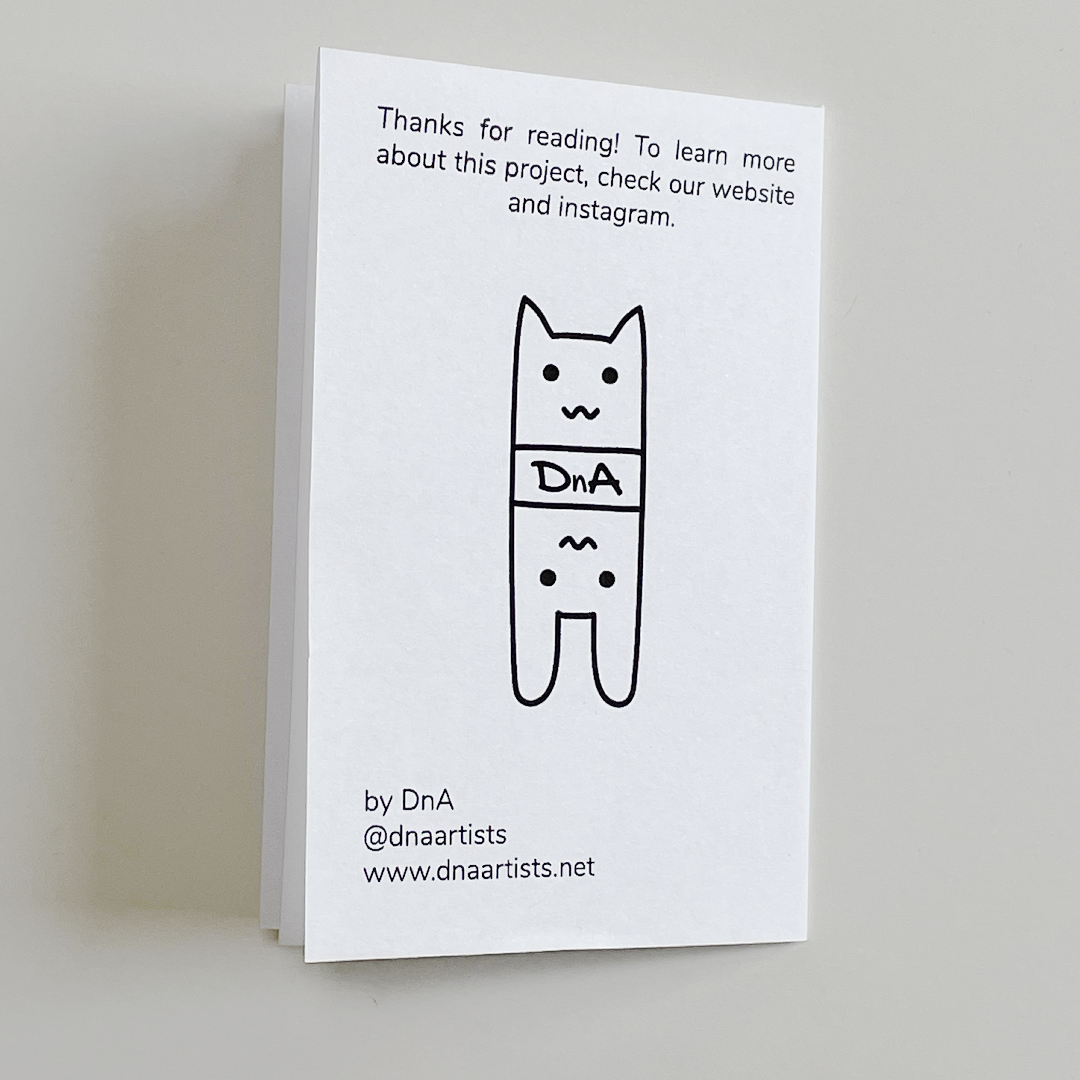 Thanks for reading! To learn more
about this project, check our website
and instagram.
DnA
by DnA
@dnaartists
www.dnaartists.net